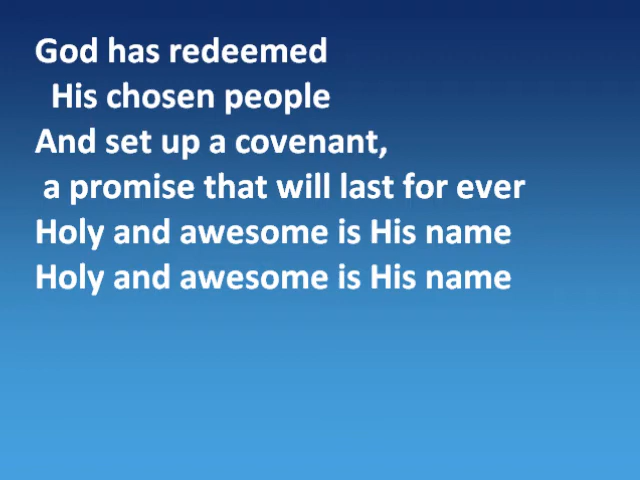 God has redeemed
His chosen people
And set up a covenant,
a promise that will last for ever
Holy and awesome is His name
Holy and awesome is His name